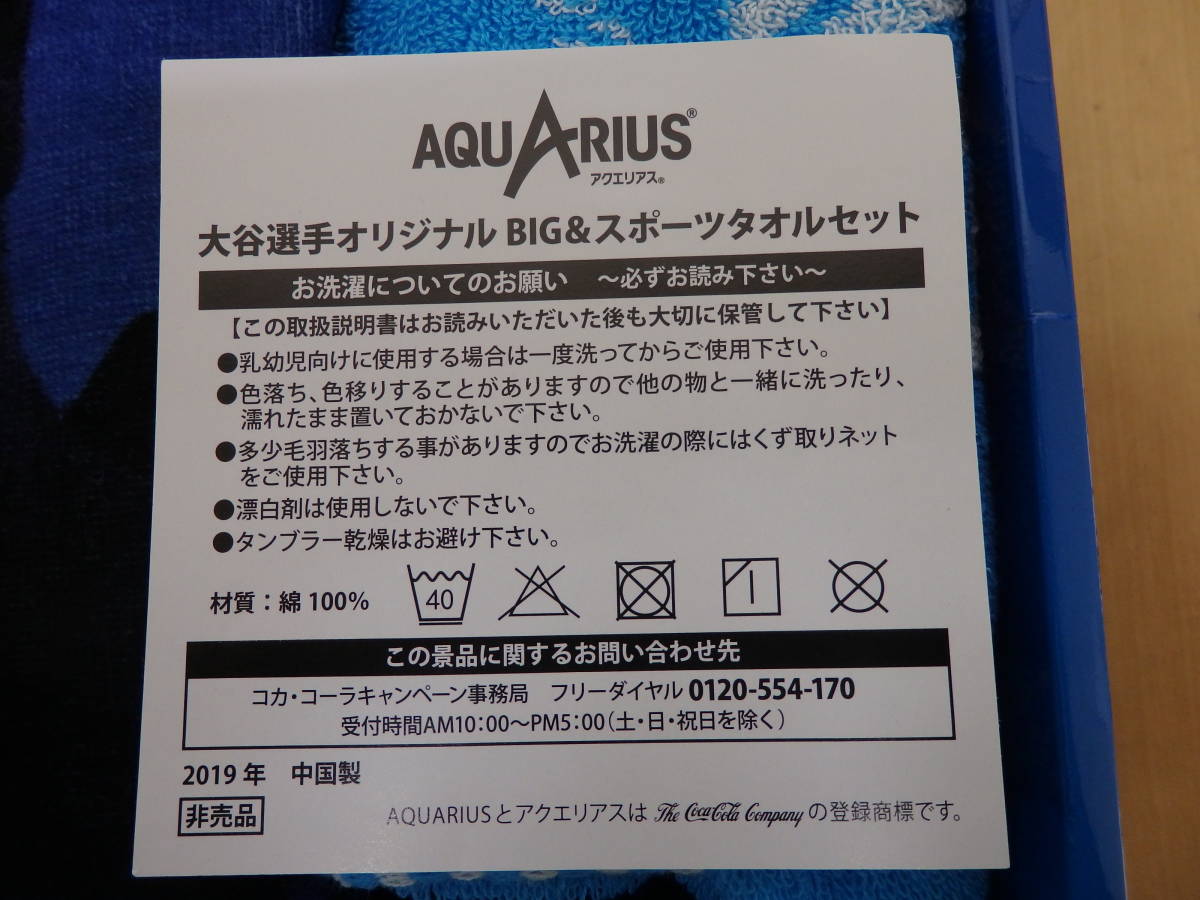 AQUARIUS®
アクエリアス®
大谷選手オリジナル BIG&スポーツタオルセット
お洗濯についてのお願い ～必ずお読み下さい～
【この取扱説明書はお読みいただいた後も大切に保管して下さい】
●乳幼児向けに使用する場合は一度洗ってからご使用下さい。
●色落ち、色移りすることがありますので他の物と一緒に洗ったり、
濡れたまま置いておかないで下さい。
●多少毛羽落ちする事がありますのでお洗濯の際にはくず取りネット
をご使用下さい。
●漂白剤は使用しないで下さい。
●タンブラー乾燥はお避け下さい。
材質：綿 100% 40
この景品に関するお問い合わせ先
コカ・コーラキャンペーン事務局 フリーダイヤル 0120-554-170
受付時間AM10：00～PM5：00（土・日・祝日を除く）
2019 年 中国製
非売品
AQUARIUSとアクエリアスは The Coca-Cola Company の登録商標です。